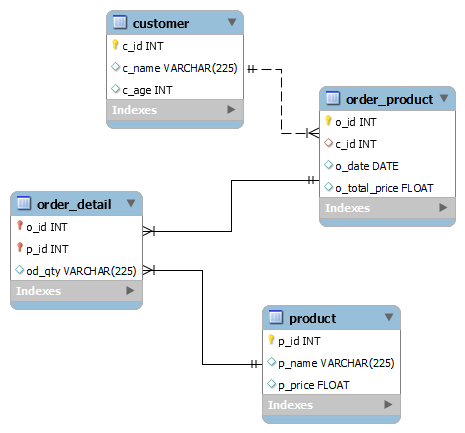 customer
c_id INT
c_name VARCHAR(225)
c_age INT
Indexes
order_product
o_id INT
c_id INT
o_date DATE
o_total_price FLOAT
Indexes
order_detail
o_id INT
p_id INT
od_qty VARCHAR(225)
Indexes
product
p_id INT
p_name VARCHAR(225)
p_price FLOAT
Indexes